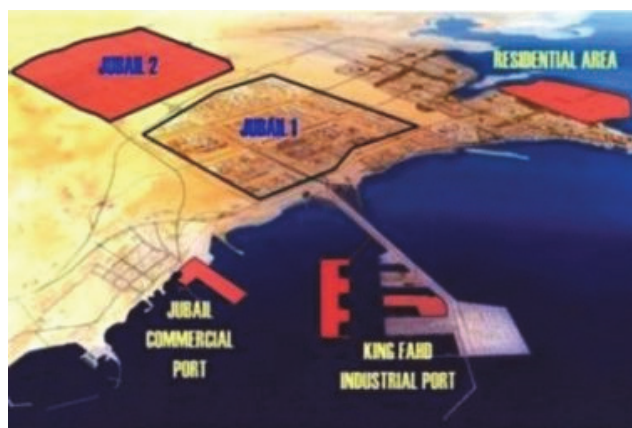 JUBAIL 2
RESIDENTIAL AREA
JUBAIL 1
JUBAIL
COMMERCIAL
PORT
KING FAHD
INDUSTRIAL PORT